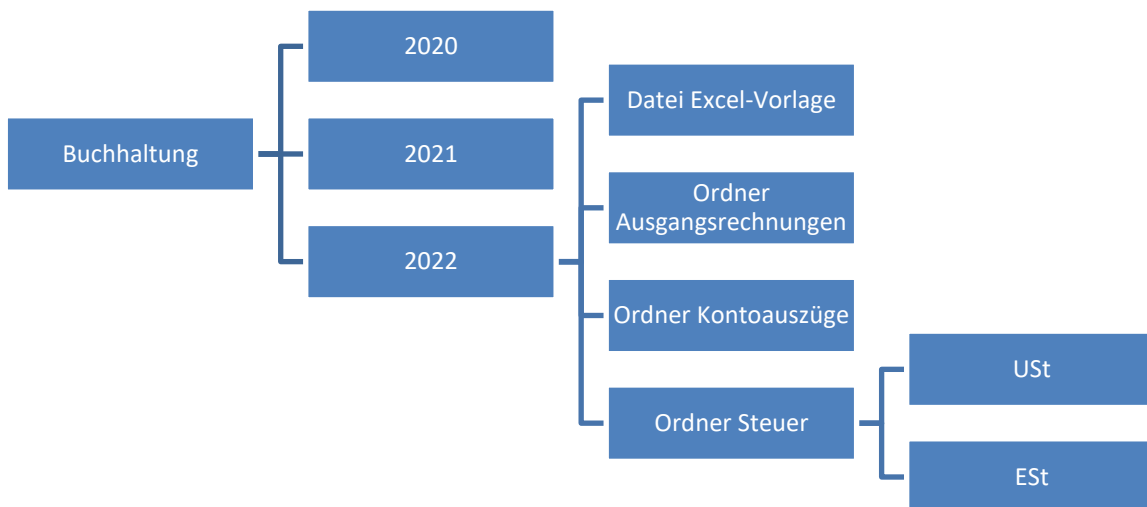 Buchhaltung
2020
2021
2022
Datei Excel-Vorlage
Ordner
Ausgangsrechnungen
Ordner Kontoauszüge
Ordner Steuer
USt
ESt